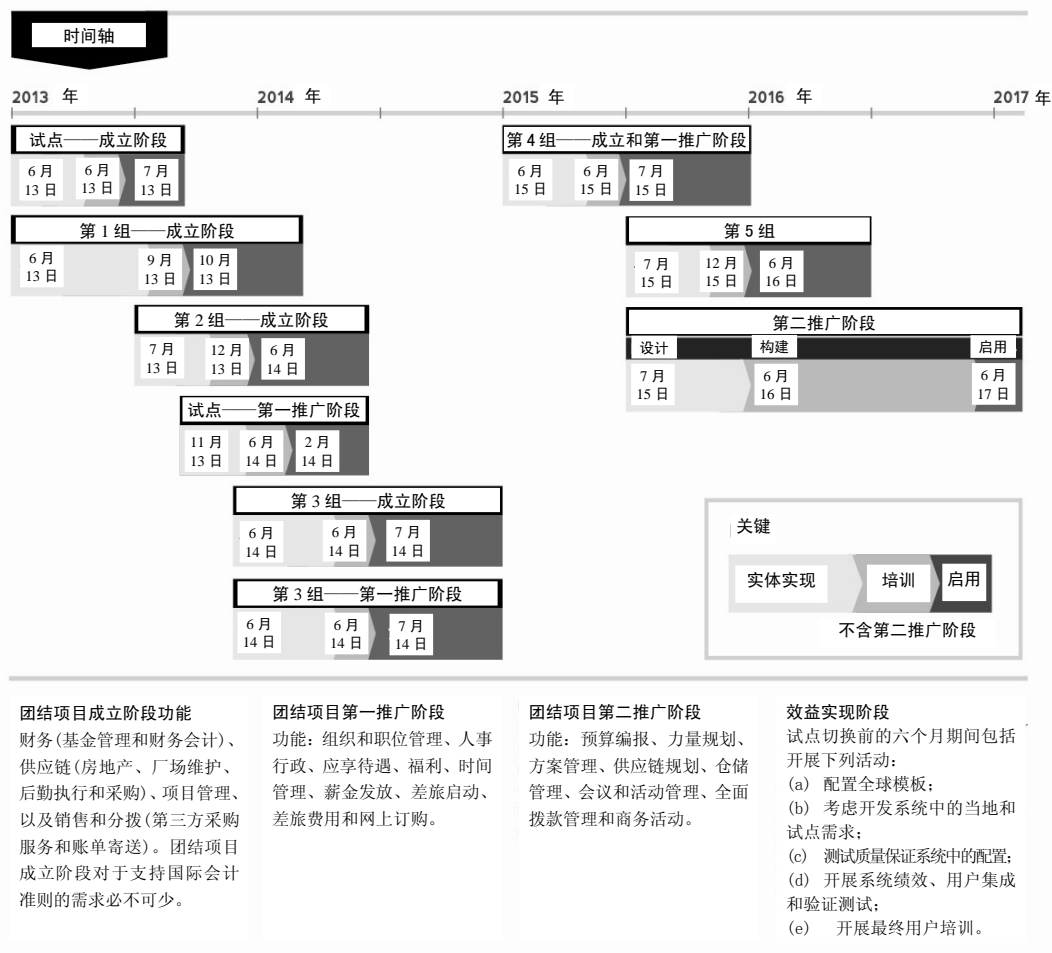 时间轴
2013 年
2014 年
2015 年
2016 年
2017 年
试点——成立阶段
6 月
13 日
6 月
13 日
7 月
13 日
第 4 组——成立和第一推广阶段
6 月
15 日
6 月
15 日
7 月
15 日
第 1 组——成立阶段
6 月
13 日
9 月
13 日
10 月
13 日
第 5 组
7 月
15 日
12 月
15 日
6 月
16 日
第 2 组——成立阶段
7 月
13 日
12 月
13 日
6 月
14 日
第二推广阶段
设计
构建
启用
7 月
15 日
6 月
16 日
6 月
17 日
试点——第一推广阶段
11 月
13 日
6 月
14 日
2 月
14 日
第 3 组——成立阶段
6 月
14 日
6 月
14 日
7 月
14 日
第 3 组——第一推广阶段
6 月
14 日
6 月
14 日
7 月
14 日
关键
实体实现
培训
启用
不含第二推广阶段
团结项目成立阶段功能
财务(基金管理和财务会计)、
供应链(房地产、厂场维护、
后勤执行和采购)、项目管理、
以及销售和分拨(第三方采购
服务和账单寄送)。团结项目
成立阶段对于支持国际会计
准则的需求必不可少。
团结项目第一推广阶段
功能：组织和职位管理、人事
行政、应享待遇、福利、时间
管理、薪金发放、差旅启动、
差旅费用和网上订购。
团结项目第二推广阶段
功能：预算编报、力量规划、
方案管理、供应链规划、仓储
管理、会议和活动管理、全面
拨款管理和商务活动。
效益实现阶段
试点切换前的六个月期间包括
开展下列活动：
(a) 配置全球模板；
(b) 考虑开发系统中的当地和
试点需求；
(c) 测试质量保证系统中的配置；
(d) 开展系统绩效、用户集成
和验证测试；
(e) 开展最终用户培训。